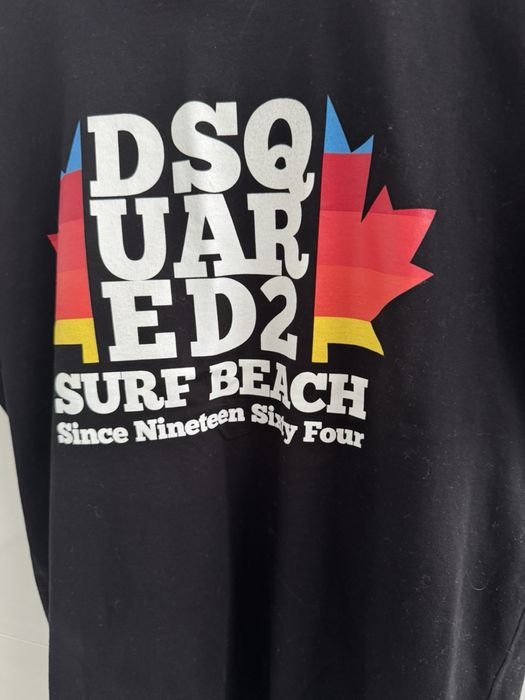 DSQ
UAR
ED2
SURF BEACH
Since Nineteen Sixty Four